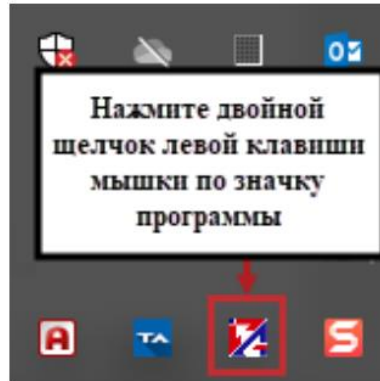 Нажмите двойной
щелчок левой клавиши
мышки по значку
программы